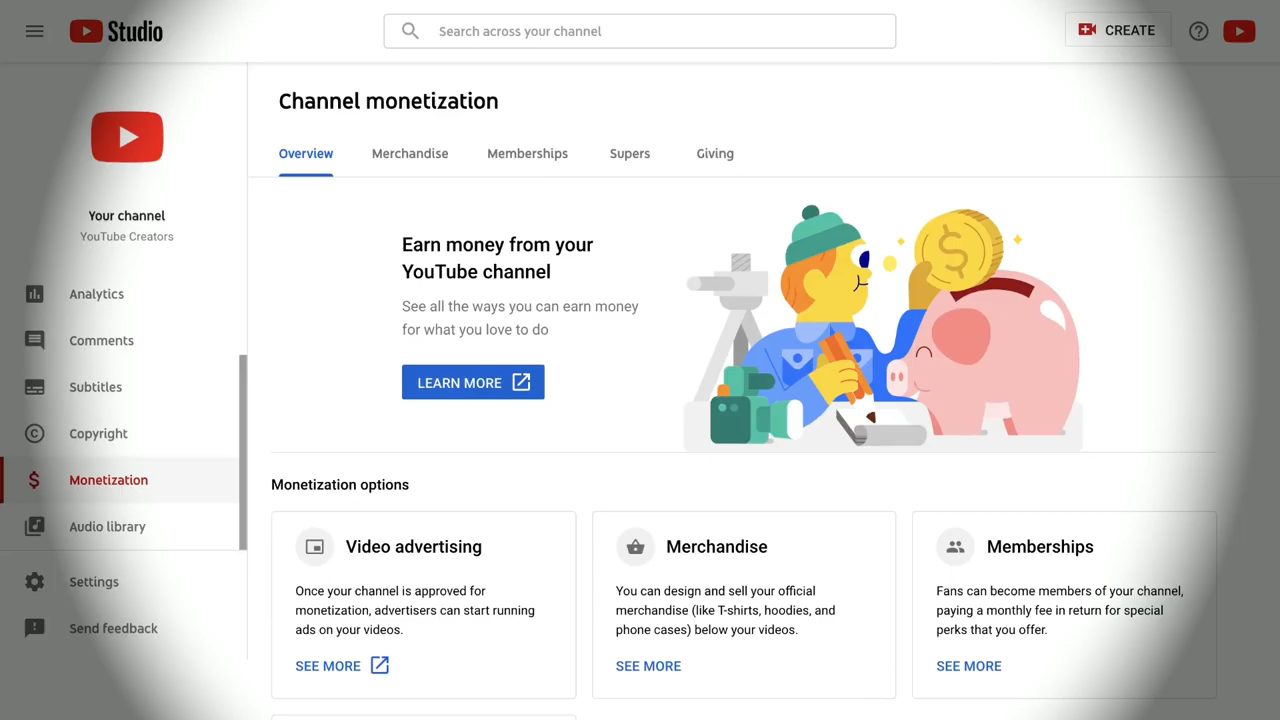 Studio
Search across your channel
CREATE
Your channel
YouTube Creators
Analytics
Comments
Subtitles
Copyright
Monetization
Audio library
Settings
Send feedback
Channel monetization
Overview Merchandise Memberships Supers Giving
Earn money from your
YouTube channel
See all the ways you can earn money
for what you love to do
LEARN MORE
Monetization options
Video advertising
Once your channel is approved for
monetization, advertisers can start running
ads on your videos.
SEE MORE
Merchandise
You can design and sell your official
merchandise (like T-shirts, hoodies, and
phone cases) below your videos.
SEE MORE
Memberships
Fans can become members of your channel,
paying a monthly fee in return for special
perks that you offer.
SEE MORE